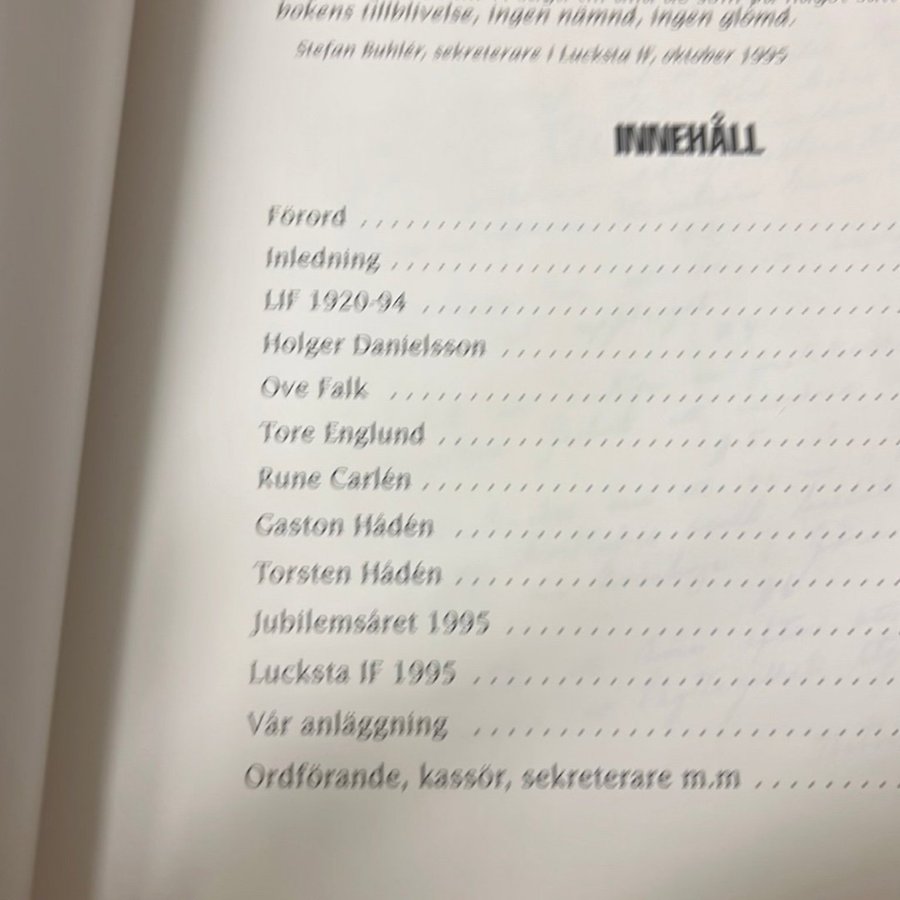 bokens tillblivelse, ingen nämnd, ingen glömd.
Stefan Buhlér, sekreterare i Lucksta IF, oktober 1995
INNEHÅLL
Förord
Inledning
LIF 1920-94
Holger Danielsson
Ove Falk
Tore Englund
Rune Carlén
Gaston Hådén
Torsten Hådén
Jubilemsåret 1995
Lucksta IF 1995
Vår anläggning
Ordförande, kassör, sekreterare m.m